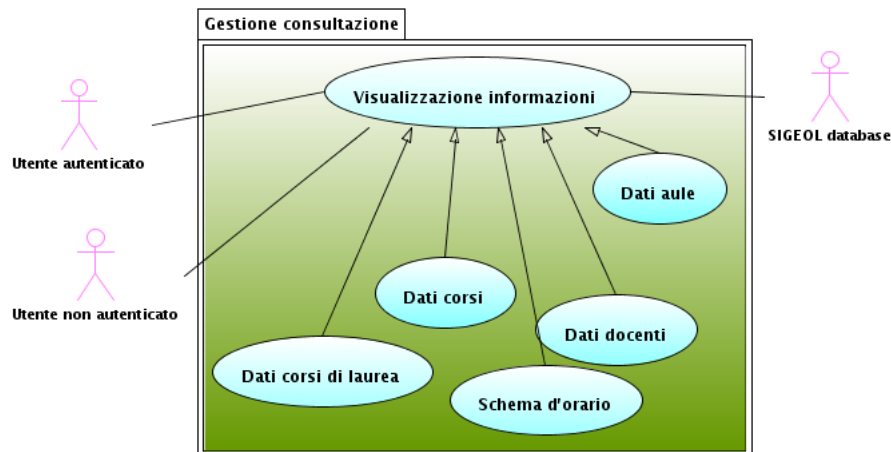 Gestione consultazione
Visualizzazione informazioni
Utente autenticato
SIGEOL database
Dati aule
Utente non autenticato
Dati corsi
Dati docenti
Dati corsi di laurea
Schema d'orario